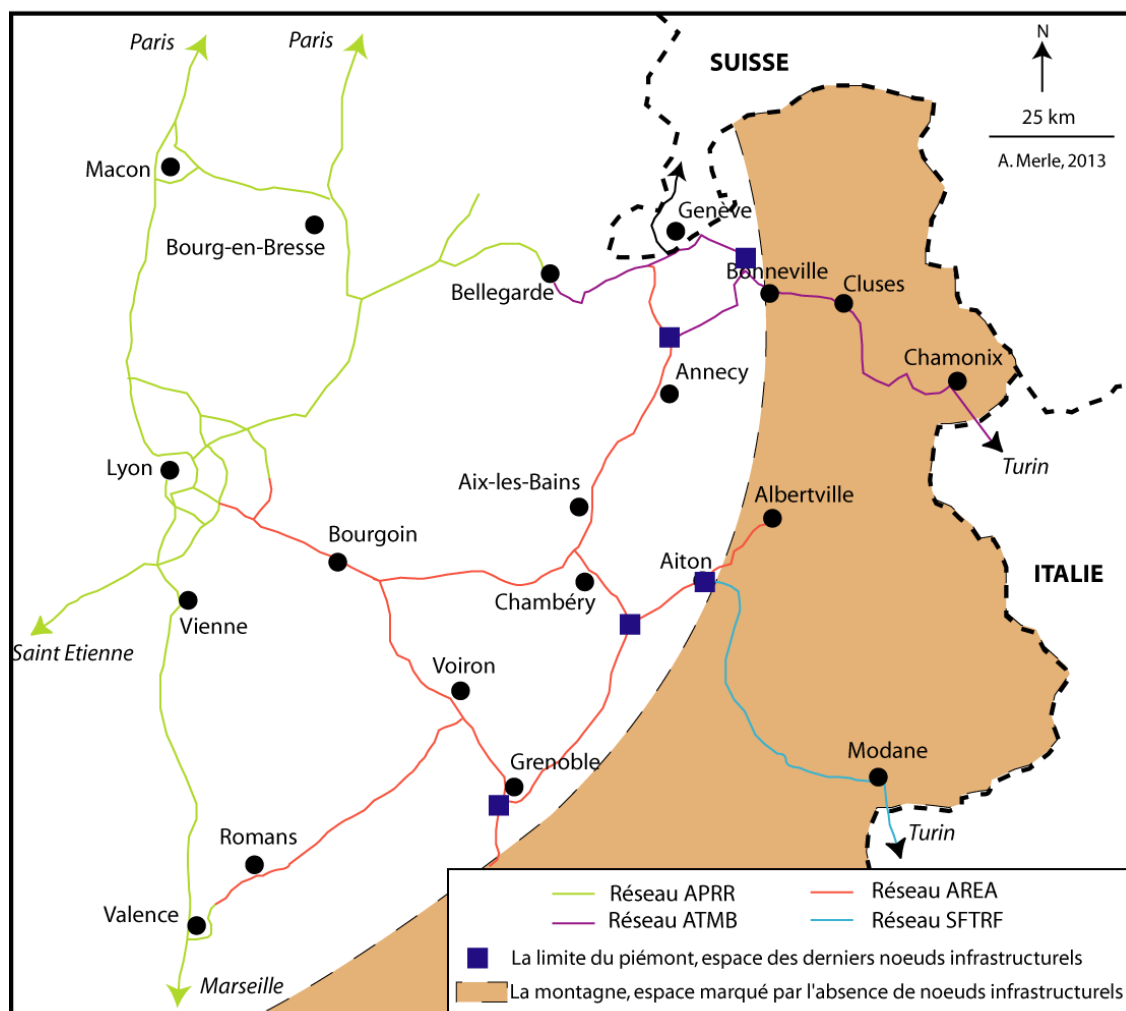 Paris
Paris
SUISSE
N
25 km
A. Merle, 2013
Macon
Genève
Bourg-en-Bresse
Bonneville
Bellegarde
Cluses
Chamonix
Annecy
Turin
Lyon
Aix-les-Bains
Albertville
Bourgoin
Aiton
ITALIE
Chambéry
Vienne
Saint Etienne
Voiron
Modane
Grenoble
Turin
Romans
Valence
Marseille
Réseau APRR
Réseau AREA
Réseau ATMB
Réseau SFTRF
La limite du piémont, espace des derniers noeuds infrastructurels
La montagne, espace marqué par l'absence de noeuds infrastructurels